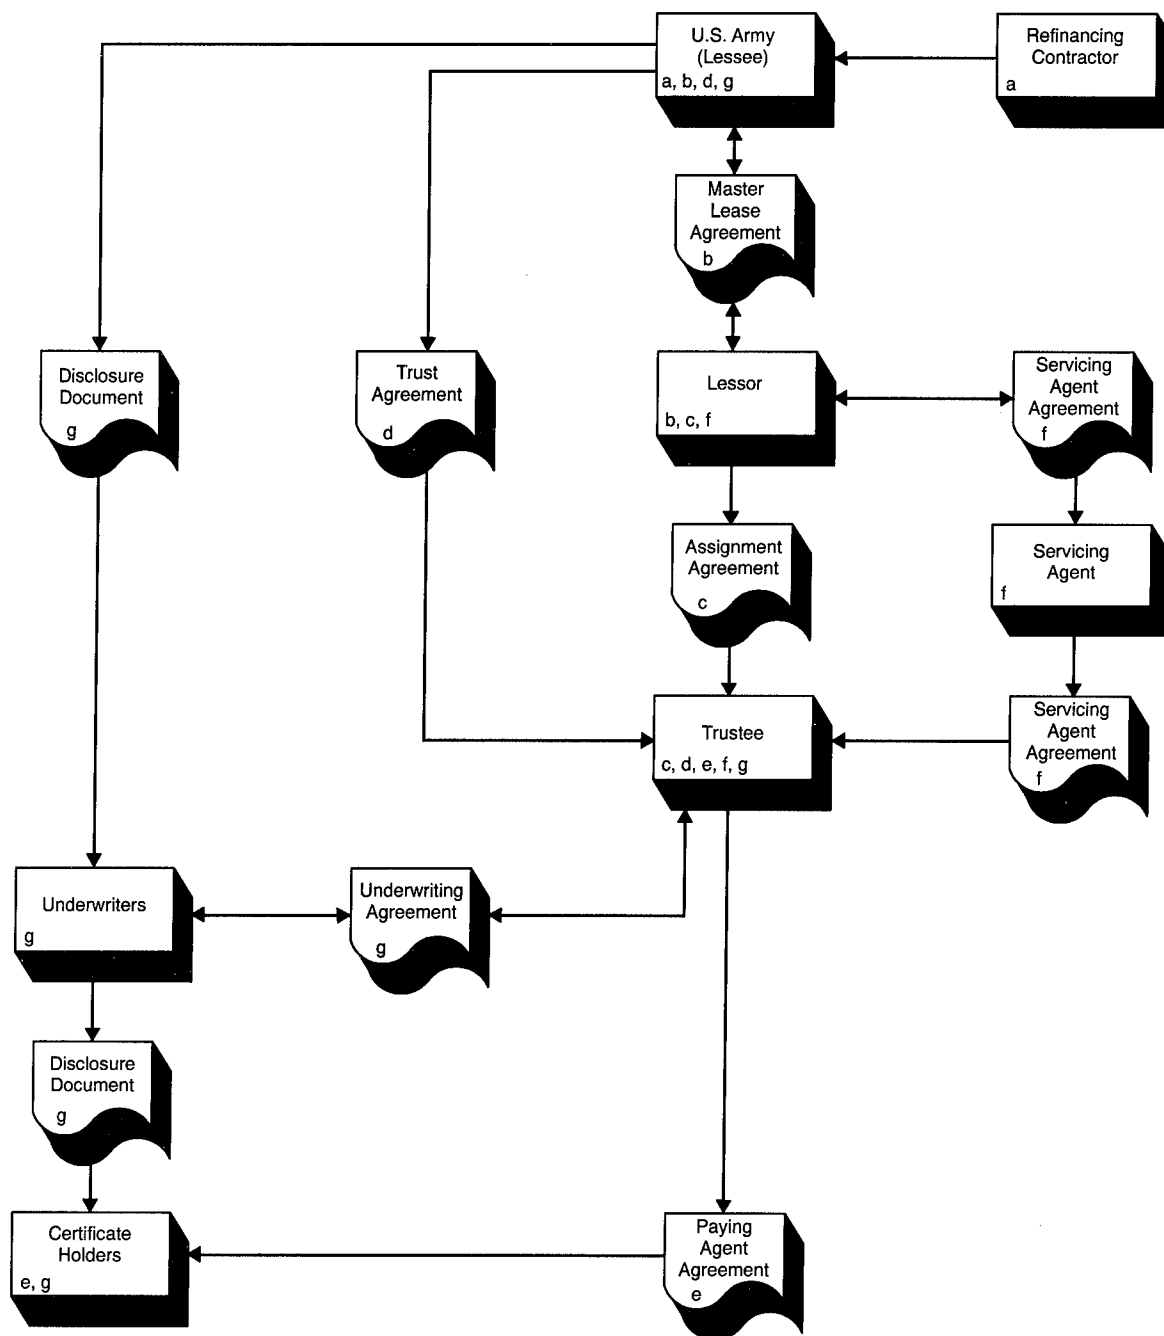 U.S. Army
(Lessee)
a, b, d, g
Refinancing
Contractor
a
Master
Lease
Agreement
b
Disclosure
Document
g
Trust
Agreement
d
Lessor
b, c, f
Servicing
Agent
Agreement
f
Assignment
Agreement
c
Servicing
Agent
f
Trustee
c, d, e, f, g
Servicing
Agent
Agreement
f
Underwriters
g
Underwriting
Agreement
g
Disclosure
Document
g
Certificate
Holders
e, g
Paying
Agent
Agreement
e